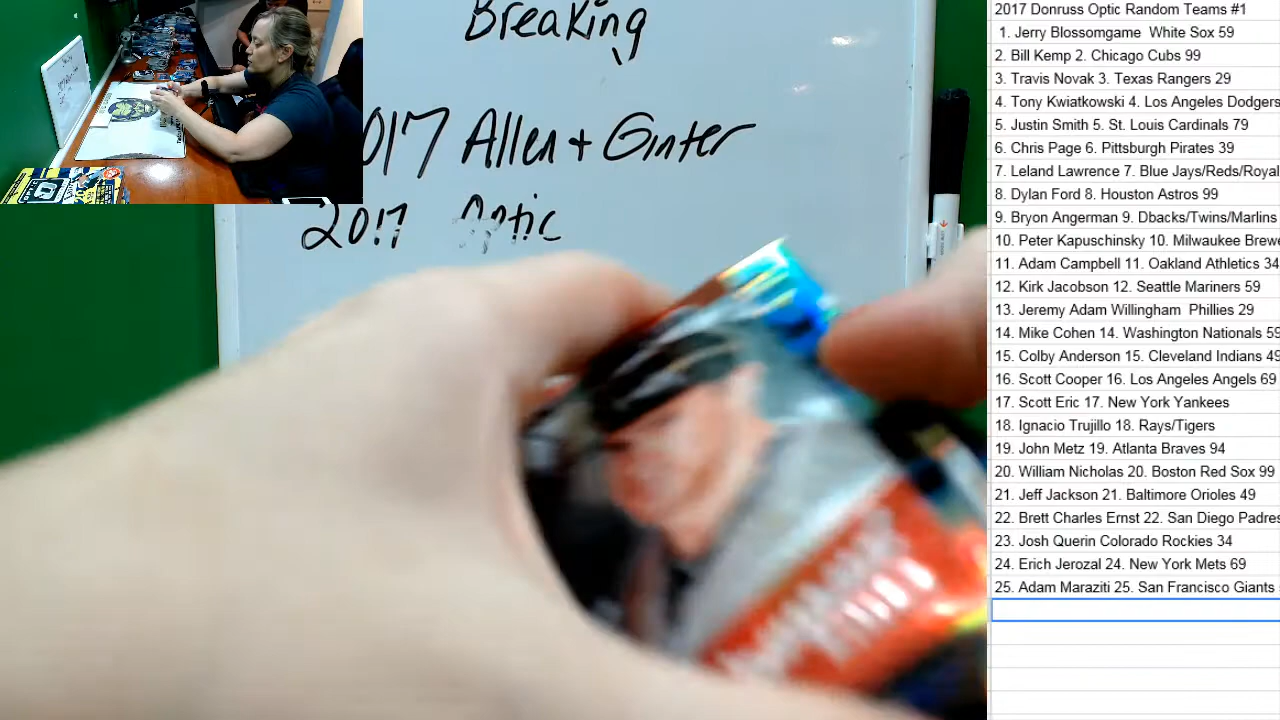 Breaking
2017 Allen + Ginter
2017 Optic
2017 Donruss Optic Random Teams #1
1. Jerry Blossomgame White Sox 59
2. Bill Kemp 2. Chicago Cubs 99
3. Travis Novak 3. Texas Rangers 29
4. Tony Kwiatkowski 4. Los Angeles Dodgers
5. Justin Smith 5. St. Louis Cardinals 79
6. Chris Page 6. Pittsburgh Pirates 39
7. Leland Lawrence 7. Blue Jays/Reds/Royal
8. Dylan Ford 8. Houston Astros 99
9. Bryon Angerman 9. Dbacks/Twins/Marlins
10. Peter Kapuschinsky 10. Milwaukee Brewe
11. Adam Campbell 11. Oakland Athletics 34
12. Kirk Jacobson 12. Seattle Mariners 59
13. Jeremy Adam Willingham Phillies 29
14. Mike Cohen 14. Washington Nationals 59
15. Colby Anderson 15. Cleveland Indians 49
16. Scott Cooper 16. Los Angeles Angels 69
17. Scott Eric 17. New York Yankees
18. Ignacio Trujillo 18. Rays/Tigers
19. John Metz 19. Atlanta Braves 94
20. William Nicholas 20. Boston Red Sox 99
21. Jeff Jackson 21. Baltimore Orioles 49
22. Brett Charles Ernst 22. San Diego Padres
23. Josh Querin Colorado Rockies 34
24. Erich Jerozal 24. New York Mets 69
25. Adam Maraziti 25. San Francisco Giants